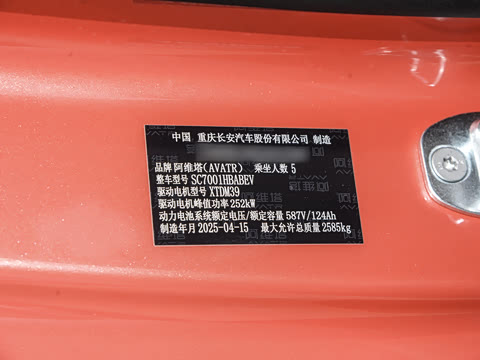 中国 重庆长安汽车股份有限公司 制造
品牌 阿维塔(AVATR) 乘坐人数 5
整车型号 SC7001HBABEV
驱动电机型号 XTDM39
驱动电机峰值功率 252kW
动力电池系统额定电压/额定容量 587V/124Ah
制造年月 2025-04-15 最大允许总质量 2585kg